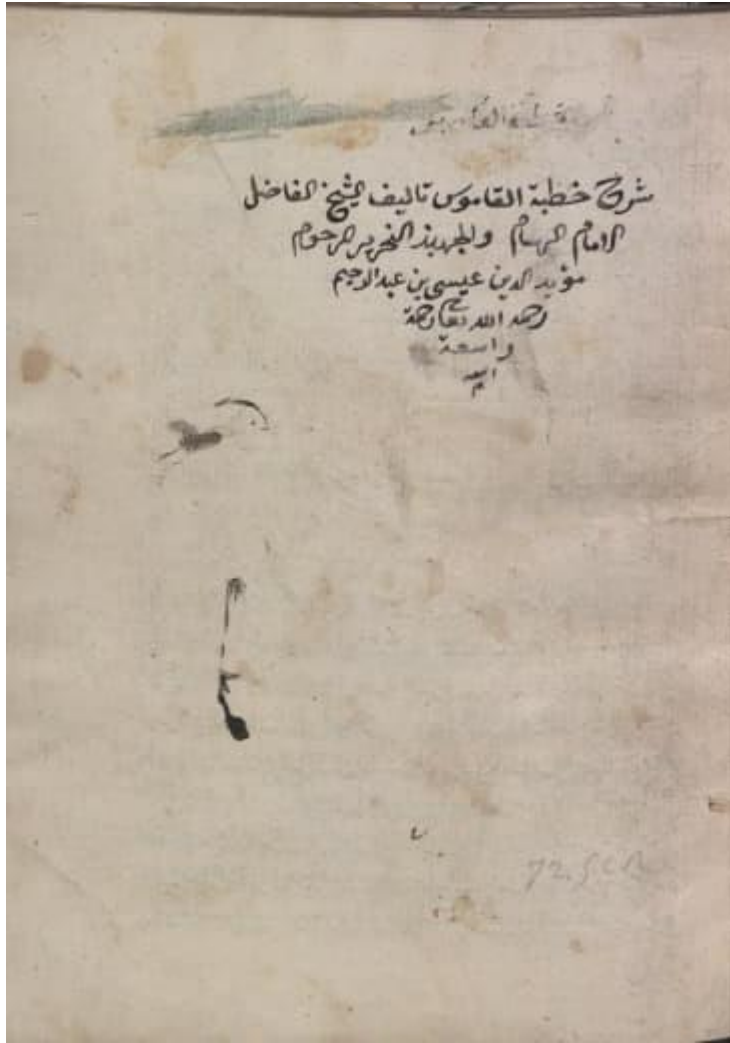 شرح خطبة القاموس تاليف الشيخ الفاضل
الامام الهمام والجهبذ النحرير المرحوم
مؤيد الدين عيسى بن عبد الرحيم
رحمه الله تعالى رحمة
واسعة